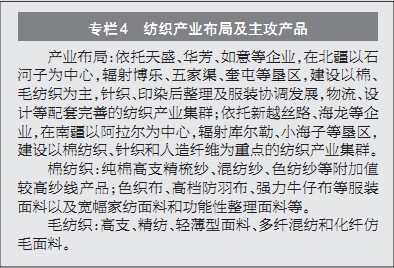 专栏4 纺织产业布局及主攻产品
产业布局:依托天盛、华芳、如意等企业,在北疆以石
河子为中心,辐射博乐、五家渠、奎屯等垦区,建设以棉、
毛纺织为主,针织、印染后整理及服装协调发展,物流、设
计等配套完善的纺织产业集群;依托新越丝路、海龙等企
业,在南疆以阿拉尔为中心,辐射库尔勒、小海子等垦区,
建设以棉纺织、针织和人造纤维为重点的纺织产业集群。
棉纺织:纯棉高支精梳纱、混纺纱、色纺纱等附加值
较高纱线产品;色织布、高档防羽布、强力牛仔布等服装
面料以及宽幅家纺面料和功能性整理面料等。
毛纺织:高支、精纺、轻薄型面料、多纤混纺和化纤仿
毛面料。